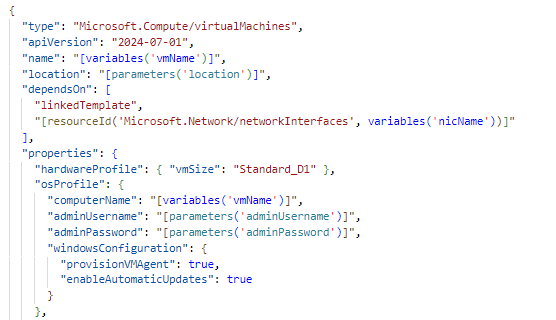 {
"type": "Microsoft.Compute/virtualMachines",
"apiVersion": "2024-07-01",
"name": "[variables('vmName')]",
"location": "[parameters('location')]",
"dependsOn": [
"linkedTemplate",
"[resourceId('Microsoft.Network/networkInterfaces', variables('nicName'))]"
],
"properties": {
"hardwareProfile": { "vmSize": "Standard_D1" },
"osProfile": {
"computerName": "[variables('vmName')]",
"adminUsername": "[parameters('adminUsername')]",
"adminPassword": "[parameters('adminPassword')]",
"windowsConfiguration": {
"provisionVMAgent": true,
"enableAutomaticUpdates": true
}
},